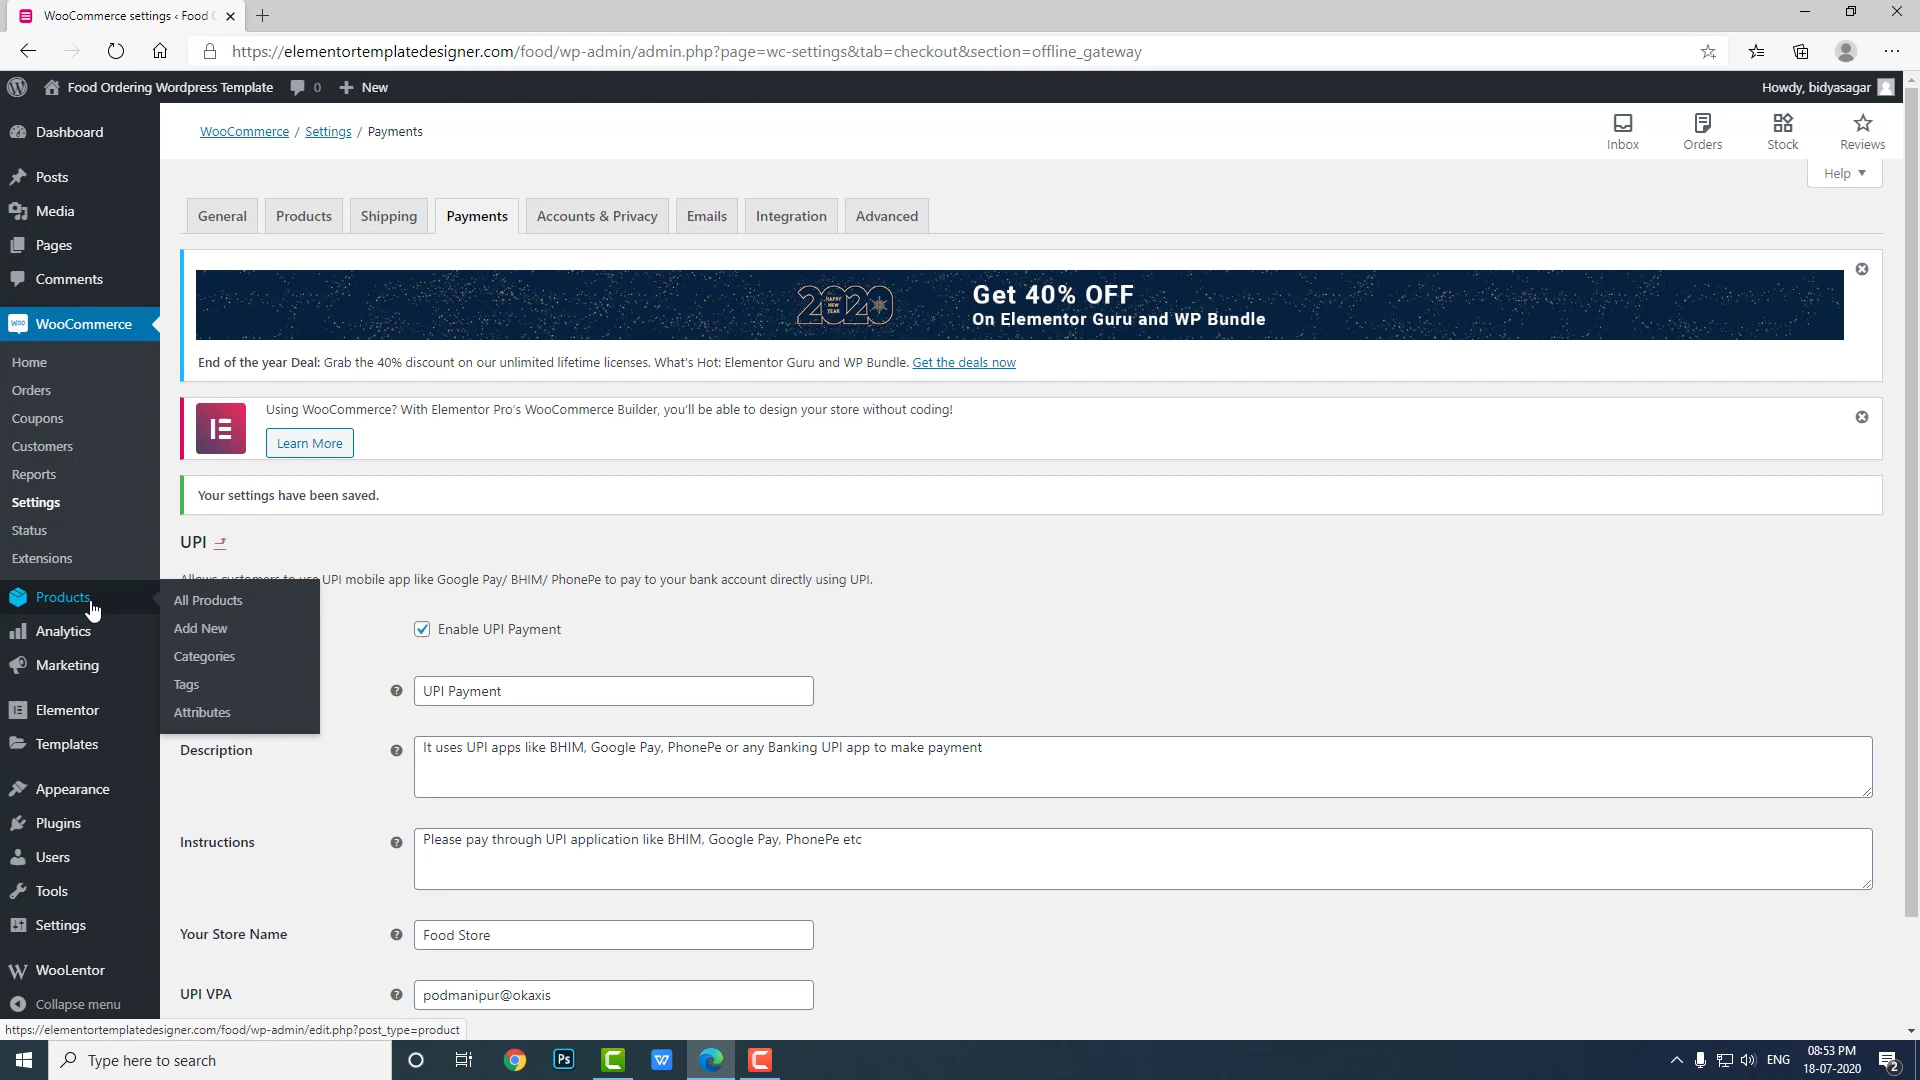 WooCommerce settings ‹ Food
https://elementortemplatedesigner.com/food/wp-admin/admin.php?page=wc-settings&tab=checkout&section=offline_gateway
Food Ordering Wordpress Template 0 New Howdy, bidyasagar
Dashboard
Posts
Media
Pages
Comments
Woo WooCommerce
Home
Orders
Coupons
Customers
Reports
Settings
Status
Extensions
Products
Analytics
Marketing
Elementor
Templates
Appearance
Plugins
Users
Tools
Settings
WooLentor
Collapse menu
All Products
Add New
Categories
Tags
Attributes
WooCommerce / Settings / Payments
Inbox Orders Stock Reviews
Help
General Products Shipping Payments Accounts & Privacy Emails Integration Advanced
2020
HAPPY NEW YEAR
Get 40% OFF
On Elementor Guru and WP Bundle
End of the year Deal: Grab the 40% discount on our unlimited lifetime licenses. What's Hot: Elementor Guru and WP Bundle. Get the deals now
Using WooCommerce? With Elementor Pro's WooCommerce Builder, you'll be able to design your store without coding!
Learn More
Your settings have been saved.
UPI
UPI mobile app like Google Pay/ BHIM/ PhonePe to pay to your bank account directly using UPI.
Enable UPI Payment
UPI Payment
Description
It uses UPI apps like BHIM, Google Pay, PhonePe or any Banking UPI app to make payment
Instructions
Please pay through UPI application like BHIM, Google Pay, PhonePe etc
Your Store Name
Food Store
UPI VPA
podmanipur@okaxis
https://elementortemplatedesigner.com/food/wp-admin/edit.php?post_type=product
Type here to search
Ps
ENG
08:53 PM
18-07-2020
2